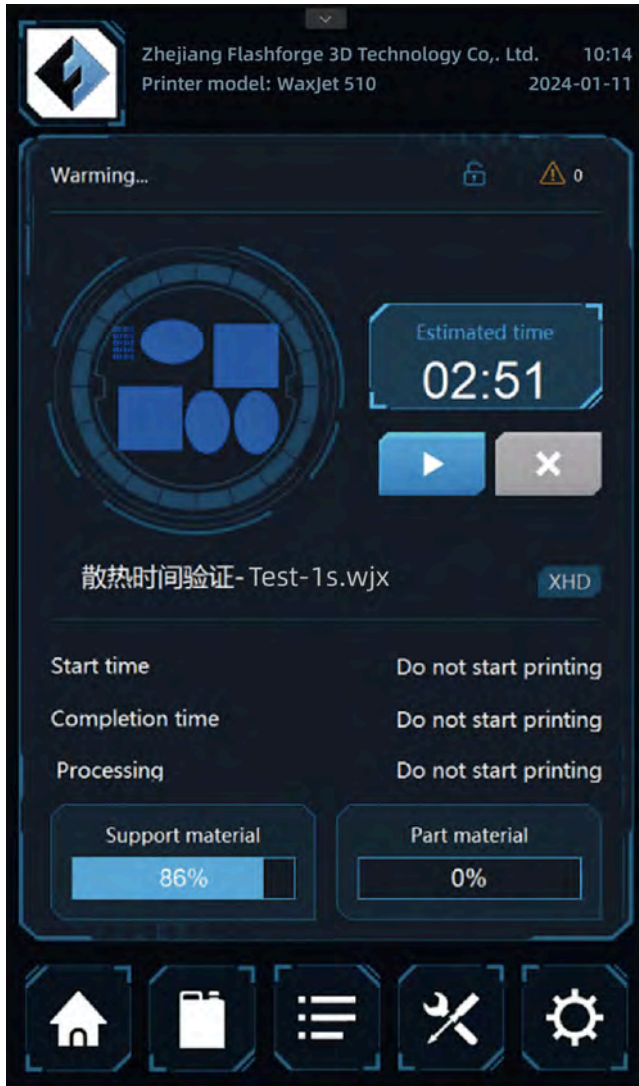 Zhejiang Flashforge 3D Technology Co,. Ltd. 10:14
Printer model: WaxJet 510 2024-01-11
Warming... 0
Estimated time
02:51
散热时间验证-Test-1s.wjx XHD
Start time Do not start printing
Completion time Do not start printing
Processing Do not start printing
Support material Part material
86% 0%